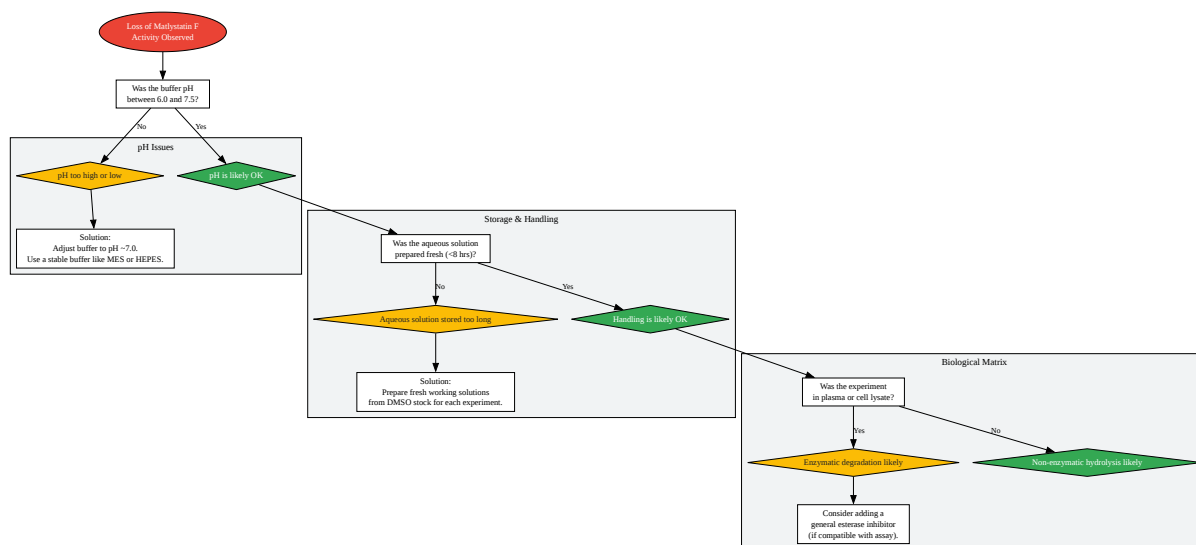 Loss of Matlystatin F
Activity Observed
Was the buffer pH
between 6.0 and 7.5?
No
Yes
pH Issues
pH too high or low
pH is likely OK
Solution:
Adjust buffer to pH ~7.0.
Use a stable buffer like MES or HEPES.
Storage & Handling
Was the aqueous solution
prepared fresh (<8 hrs)?
No
Yes
Aqueous solution stored too long
Handling is likely OK
Solution:
Prepare fresh working solutions
from DMSO stock for each experiment.
Biological Matrix
Was the experiment
in plasma or cell lysate?
Yes
No
Enzymatic degradation likely
Non-enzymatic hydrolysis likely
Consider adding a
general esterase inhibitor
(if compatible with assay).